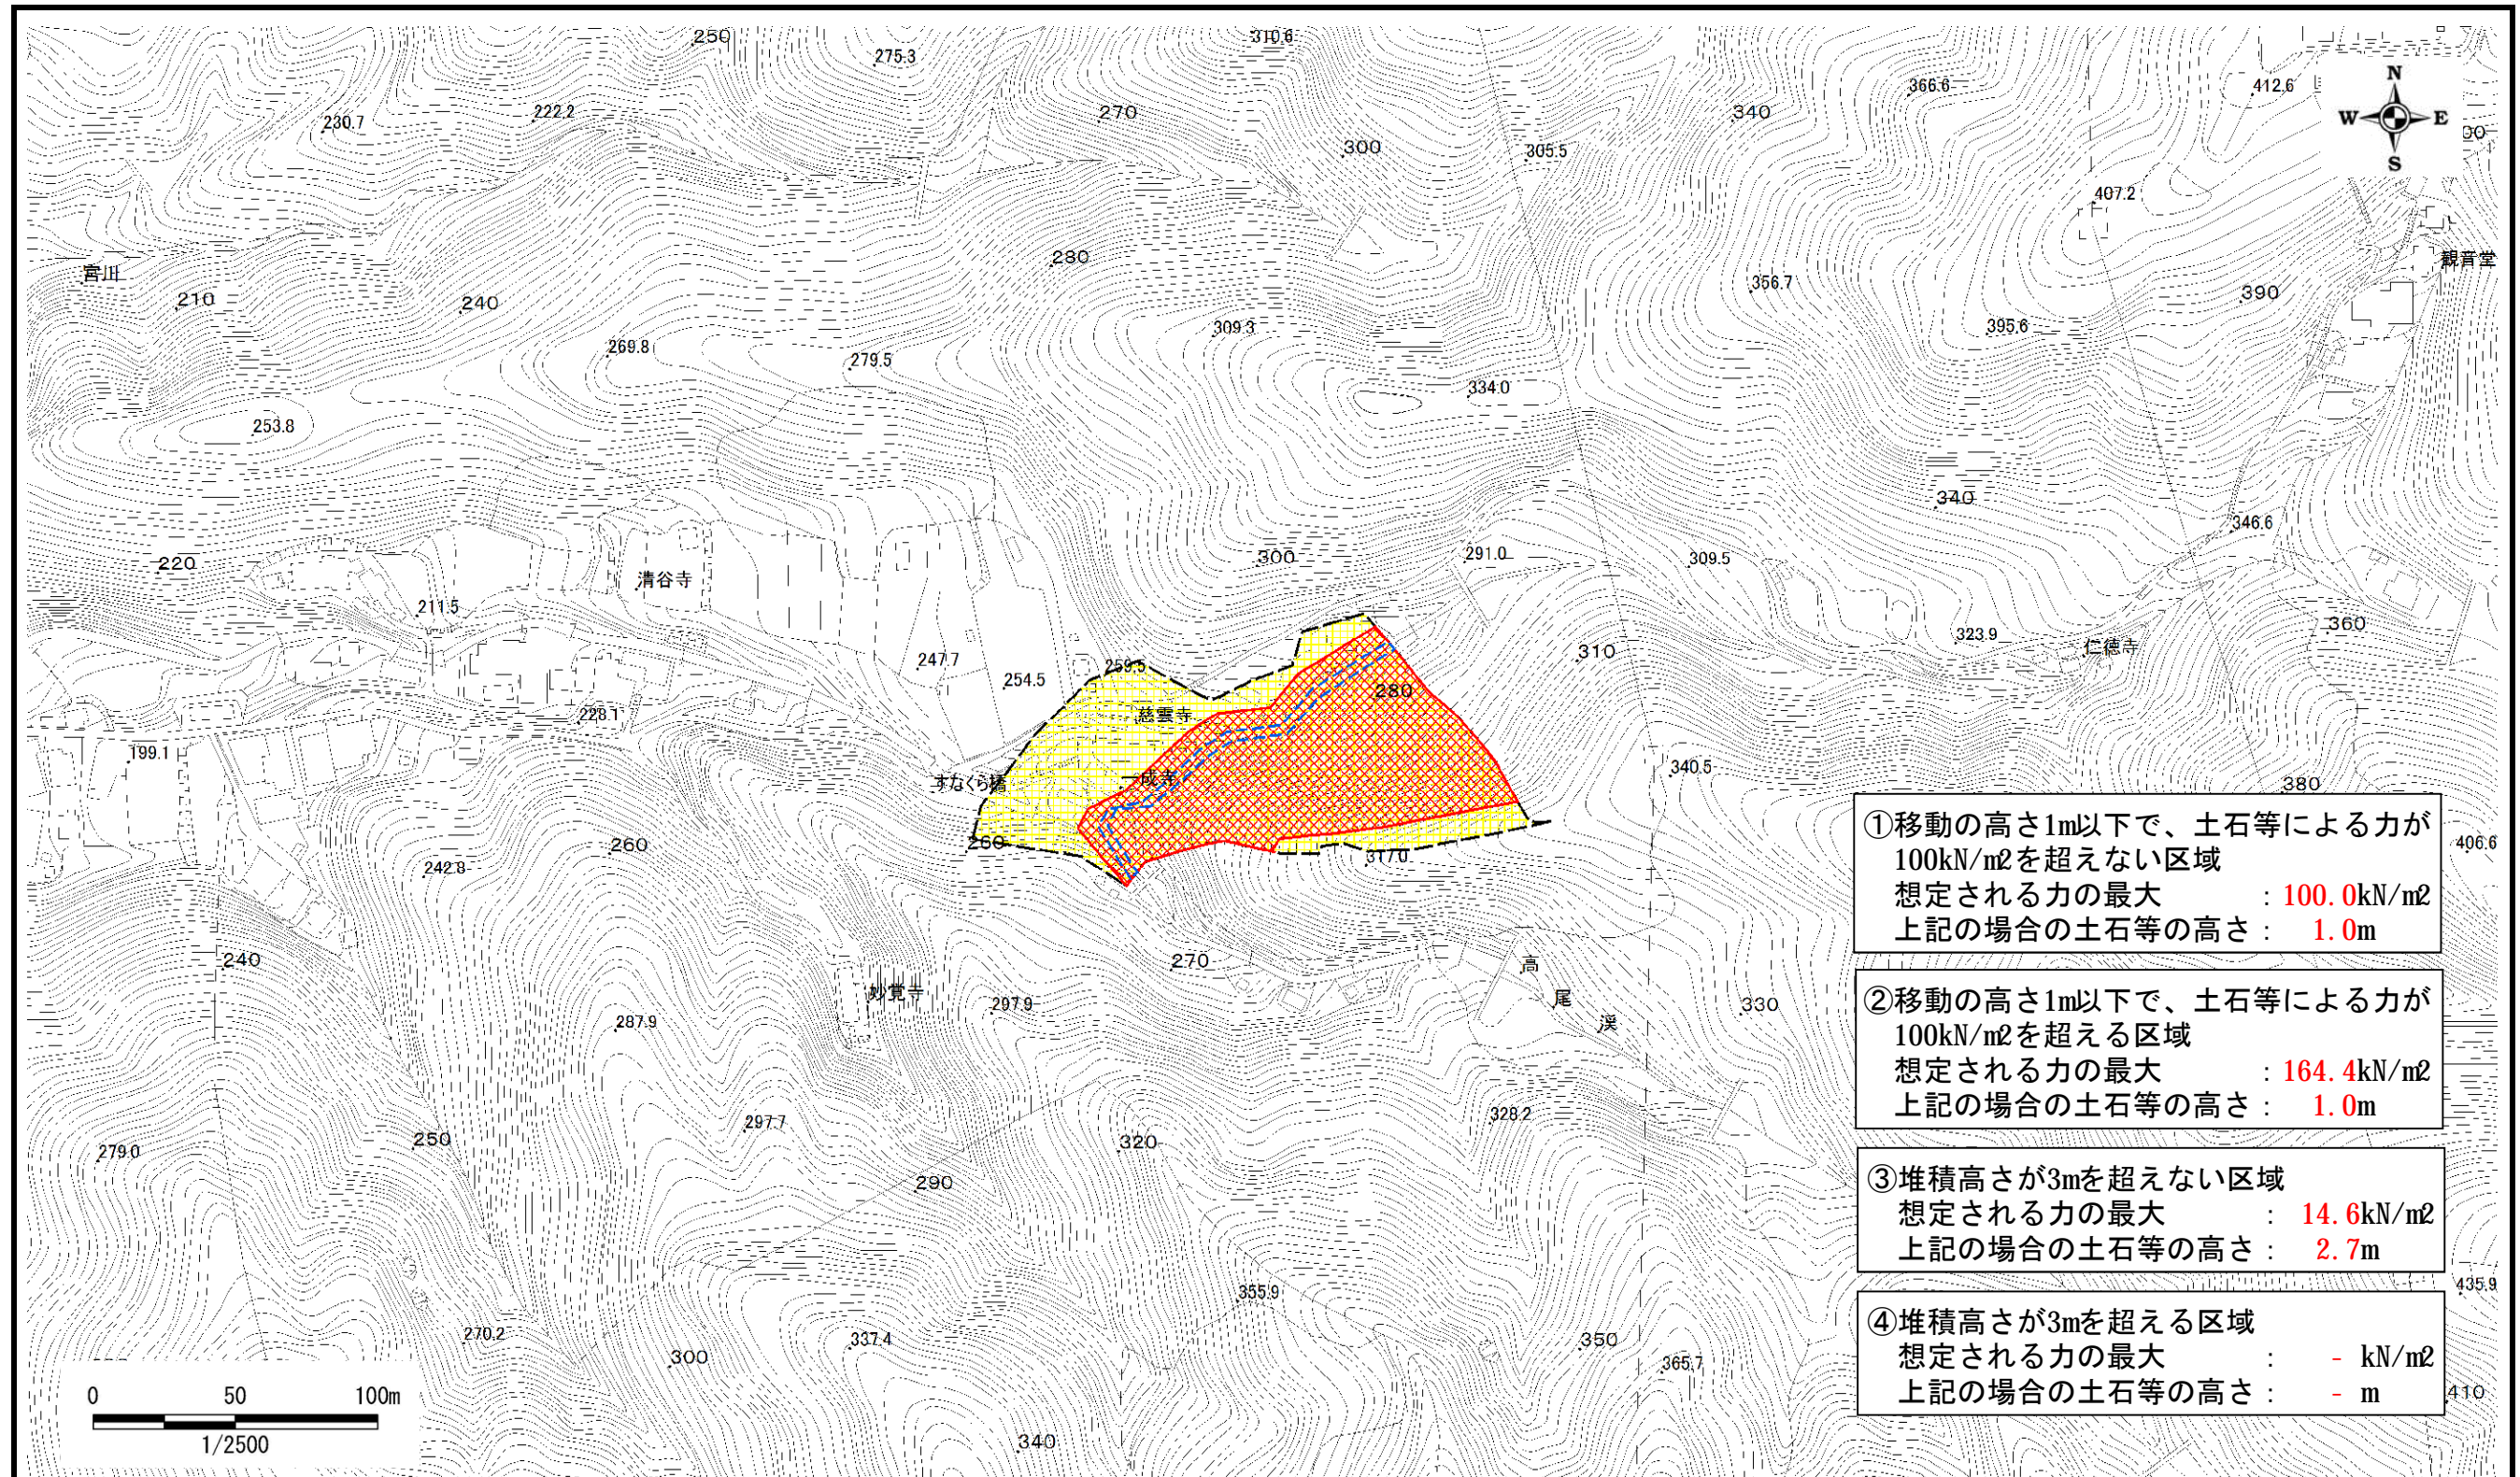 250
275.3
310.6
230.7
222.2
270
300
305.5
340
366.6
412.6
N
W
E
S
407.2
宮川
210
240
280
356.7
390
観音堂
269.8
279.5
309.3
395.6
253.8
334.0
220
211.5
清谷寺
300
291.0
309.5
340
346.6
247.7
254.5
259.5
310
323.9
仁徳寺
360
228.1
慈雲寺
280
199.1
すなくら橋
一成寺
340.5
380
242.8
260
260
317.0
406.6
①移動の高さ1m以下で、土石等による力が
100kN/m2を超えない区域
想定される力の最大 : 100.0kN/m2
上記の場合の土石等の高さ : 1.0m
240
妙覚寺
270
297.9
287.9
高
尾
渓
330
②移動の高さ1m以下で、土石等による力が
100kN/m2を超える区域
想定される力の最大 : 164.4kN/m2
上記の場合の土石等の高さ : 1.0m
279.0
250
297.7
320
328.2
290
③堆積高さが3mを超えない区域
想定される力の最大 : 14.6kN/m2
上記の場合の土石等の高さ : 2.7m
270.2
300
337.4
355.9
350
365.7
435.9
④堆積高さが3mを超える区域
想定される力の最大 : - kN/m2
上記の場合の土石等の高さ : - m
410
340
0 50 100m
1/2500